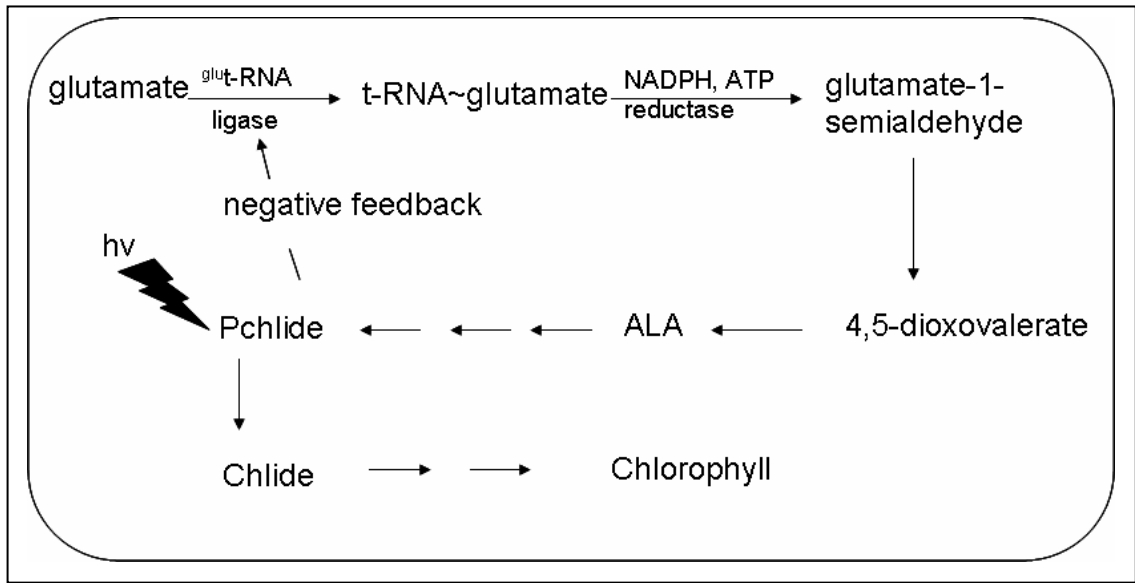 glutamate
glut-RNA
ligase
t-RNA~glutamate
NADPH, ATP
reductase
glutamate-1-
semialdehyde
negative feedback
hv
Pchlide
ALA
4,5-dioxovalerate
Chlide
Chlorophyll